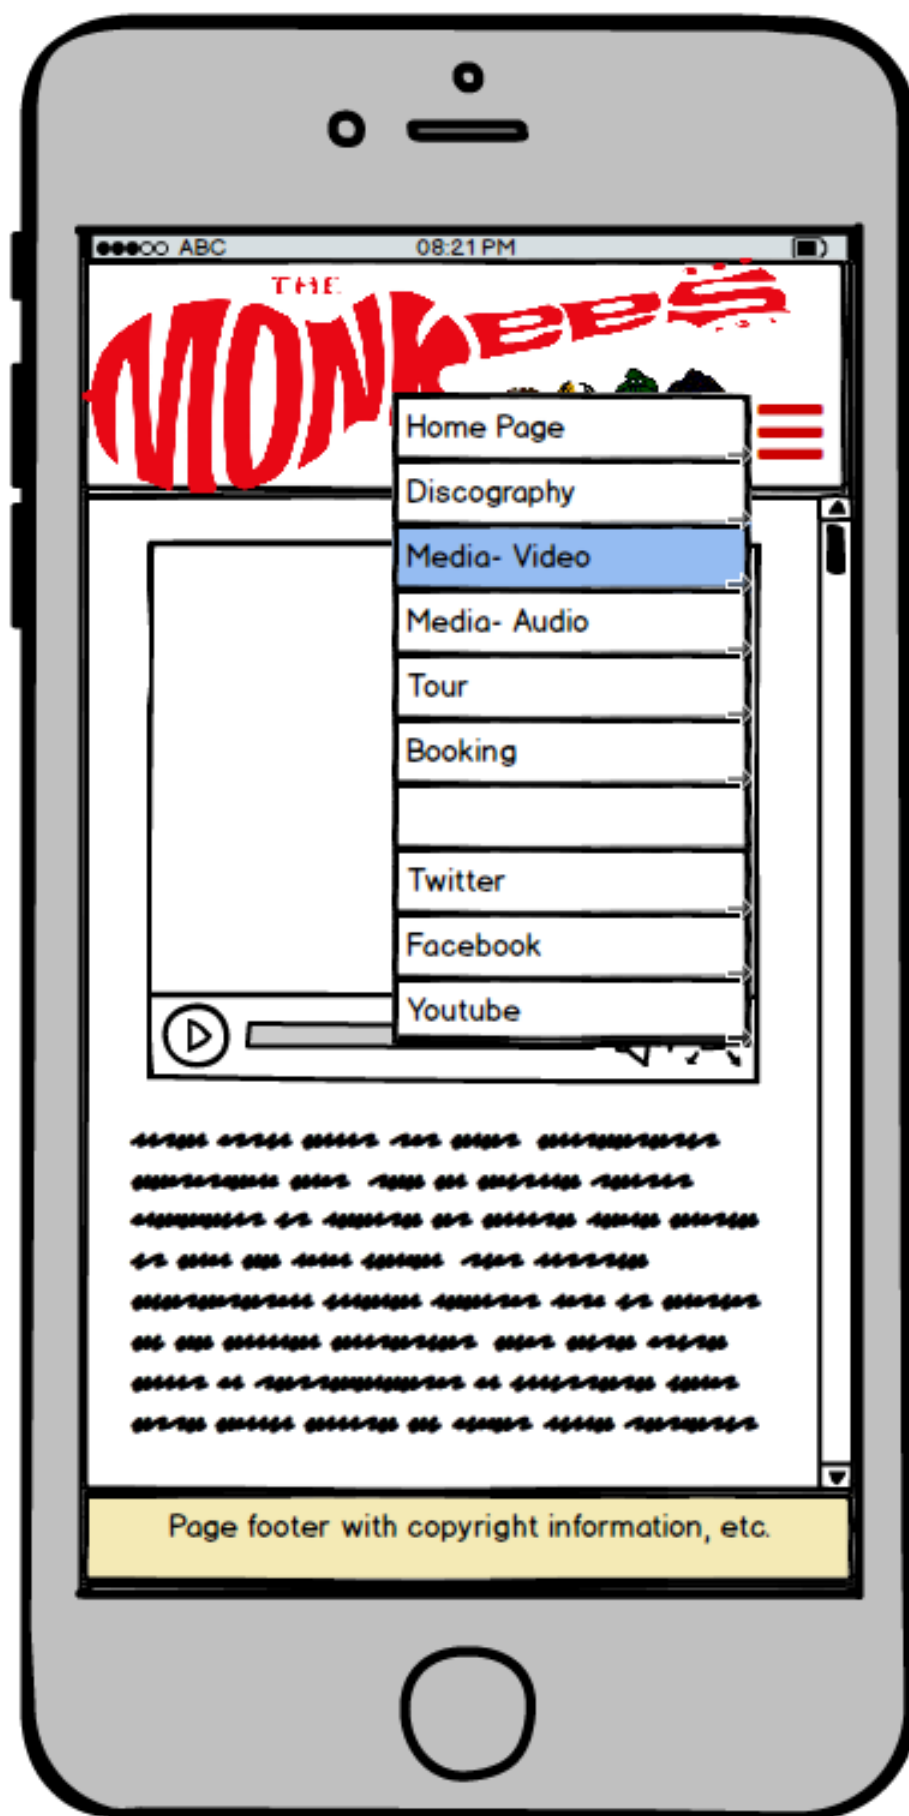 ABC 08:21 PM
THE
MONKEES
Home Page
Discography
Media- Video
Media- Audio
Tour
Booking
Twitter
Facebook
Youtube
Page footer with copyright information, etc.